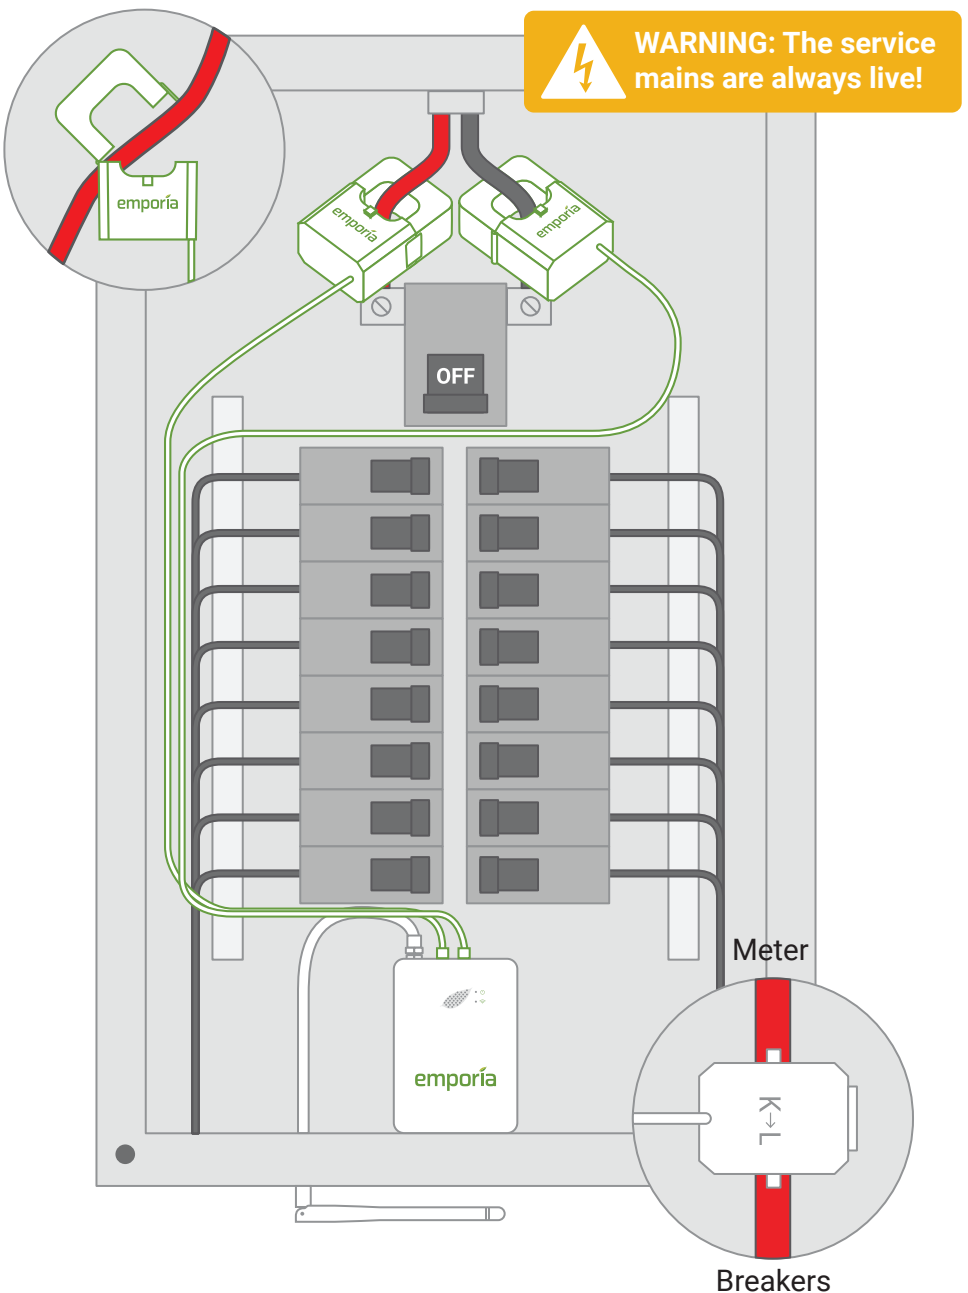 WARNING: The service
mains are always live!
emporia
emporia
emporia
OFF
emporia
Meter
K→L
Breakers